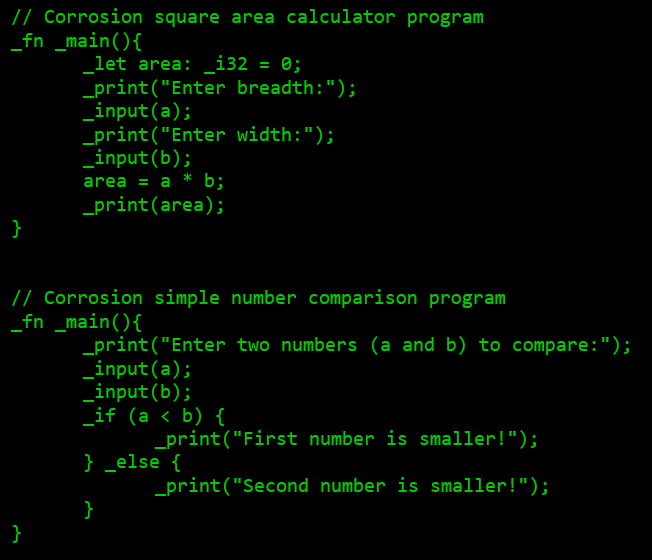 // Corrosion square area calculator program
_fn _main(){
_let area: _i32 = 0;
_print("Enter breadth:");
_input(a);
_print("Enter width:");
_input(b);
area = a * b;
_print(area);
}
// Corrosion simple number comparison program
_fn _main(){
_print("Enter two numbers (a and b) to compare:");
_input(a);
_input(b);
_if (a < b) {
_print("First number is smaller!");
} _else {
_print("Second number is smaller!");
}
}